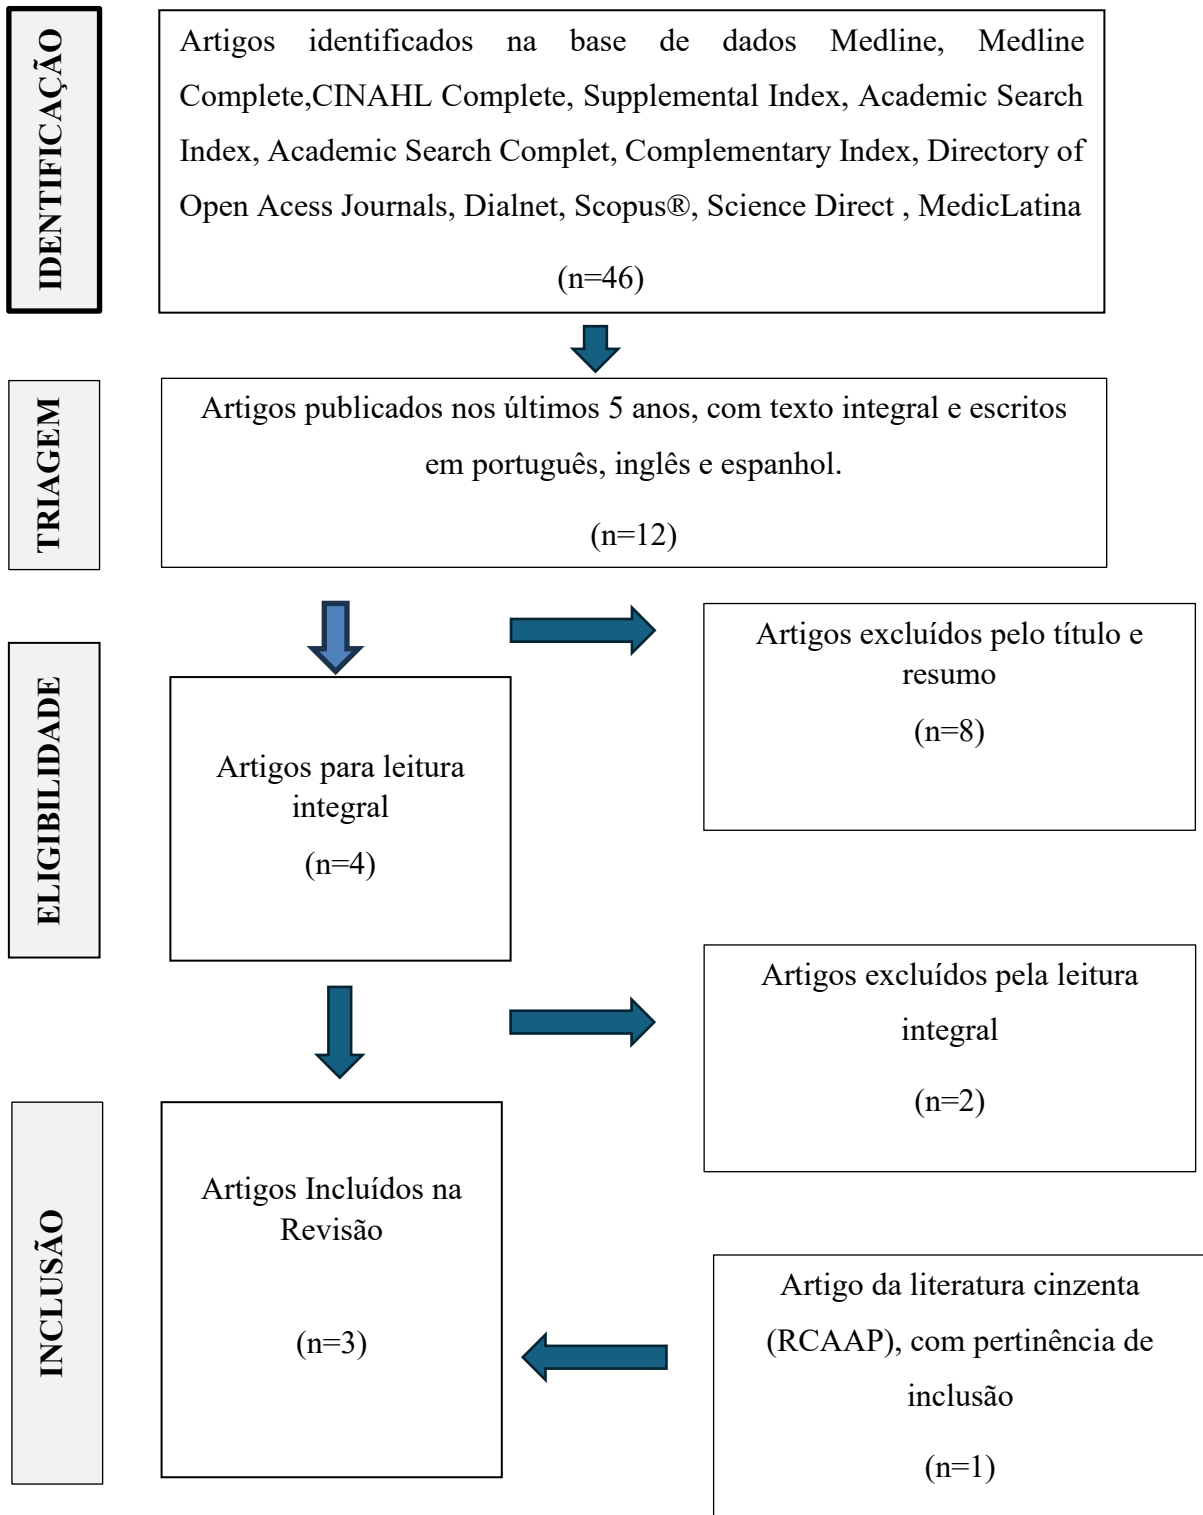 IDENTIFICAÇÃO
Artigos identificados na base de dados Medline, Medline
Complete,CINAHL Complete, Supplemental Index, Academic Search
Index, Academic Search Complet, Complementary Index, Directory of
Open Acess Journals, Dialnet, Scopus®, Science Direct , MedicLatina
(n=46)
TRIAGEM
Artigos publicados nos últimos 5 anos, com texto integral e escritos
em português, inglês e espanhol.
(n=12)
ELIGIBILIDADE
Artigos para leitura
integral
(n=4)
Artigos excluídos pelo título e
resumo
(n=8)
Artigos excluídos pela leitura
integral
(n=2)
INCLUSÃO
Artigos Incluídos na
Revisão
(n=3)
Artigo da literatura cinzenta
(RCAAP), com pertinência de
inclusão
(n=1)